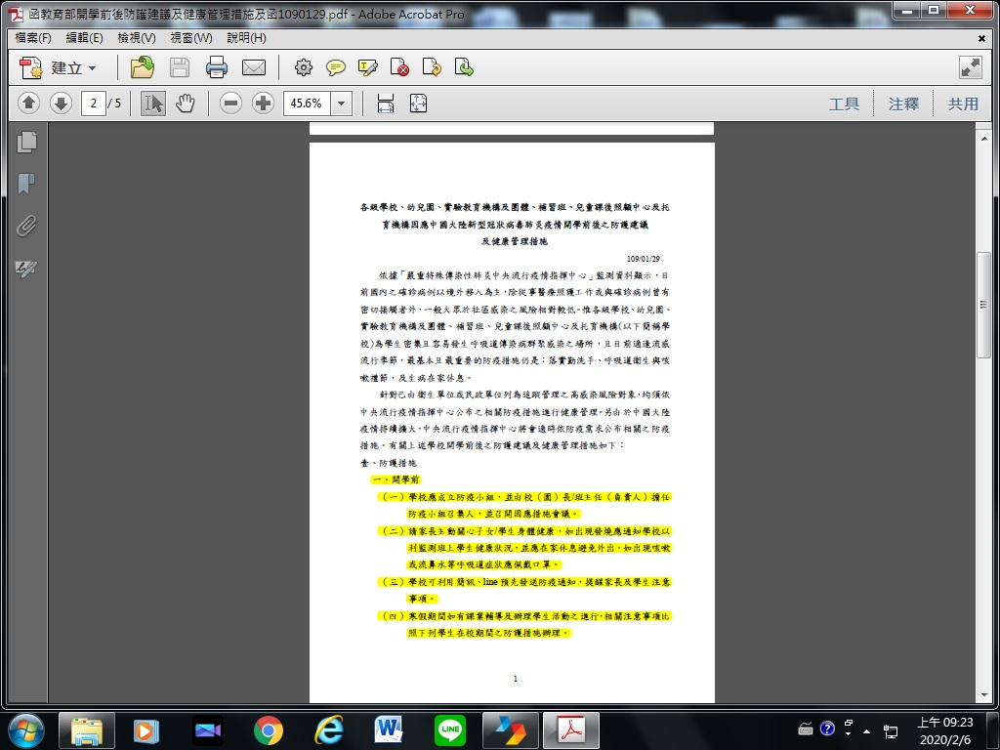 函教育部開學前後防護建議及健康管理措施及函1090129.pdf - Adobe Acrobat Pro
檔案(F) 編輯(E) 檢視(V) 視窗(W) 說明(H)
建立
2 / 5 45.6% 工具 注釋 共用
各級學校、幼兒園、實驗教育機構及團體、補習班、兒童課後照顧中心及托
育機構因應中國大陸新型冠狀病毒肺炎疫情開學前後之防護建議
及健康管理措施
109/01/29
依據「嚴重特殊傳染性肺炎中央流行疫情指揮中心」監測資料顯示，目
前國內之確診病例以境外移入為主，除從事醫療照護工作或與確診病例曾有
密切接觸者外，一般大眾於社區感染之風險相對較低。惟各級學校、幼兒園、
實驗教育機構及團體、補習班、兒童課後照顧中心及托育機構(以下簡稱學
校)為學生密集且容易發生呼吸道傳染病群聚感染之場所，且目前適逢流感
流行季節，最基本且最重要的防疫措施仍是：落實勤洗手、呼吸道衛生與咳
嗽禮節，及生病在家休息。
針對已由衛生單位或民政單位列為追蹤管理之高感染風險對象，均須依
中央流行疫情指揮中心公布之相關防疫措施進行健康管理。另由於中國大陸
疫情持續擴大，中央流行疫情指揮中心將會適時依防疫需求公布相關之防疫
措施。有關上述學校開學前後之防護建議及健康管理措施如下：
壹、防護措施
一、開學前
（一）學校應成立防疫小組，並由校（園）長/班主任（負責人）擔任
防疫小組召集人，並召開因應措施會議。
（二）請家長主動關心子女/學生身體健康，如出現發燒應通知學校以
利監測班上學生健康狀況，並應在家休息避免外出，如出現咳嗽
或流鼻水等呼吸道症狀應佩戴口罩。
（三）學校可利用簡訊、line 預先發送防疫通知，提醒家長及學生注意
事項。
（四）寒假期間如有課業輔導及辦理學生活動之進行，相關注意事項比
照下列學生在校期間之防護措施辦理。
1
LINE
上午 09:23
2020/2/6